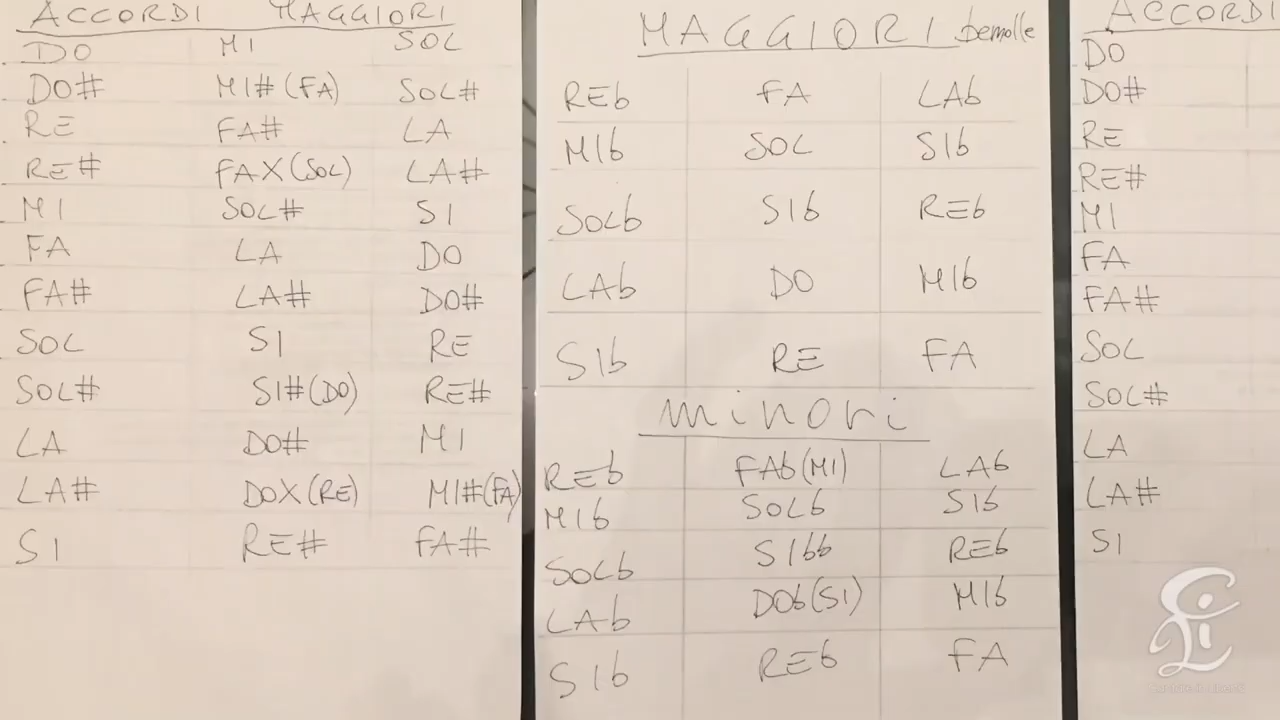 ACCORDI MAGGIORI
DO MI SOL
DO# MI#(FA) SOL#
RE FA# LA
RE# FAX(SOL) LA#
MI SOL# SI
FA LA DO
FA# LA# DO#
SOL SI RE
SOL# SI#(DO) RE#
LA DO# MI
LA# DOX(RE) MI#(FA)
SI RE# FA#
MAGGIORI bemolle
REb FA LAb
MIb SOL SIb
SOLb SIb REb
LAb DO MIb
SIb RE FA
minori
REb FAb(MI) LAb
MIb SOLb SIb
SOLb SIbb REb
LAb DOb(SI) MIb
SIb REb FA
ACCORDI
DO
DO#
RE
RE#
MI
FA
FA#
SOL
SOL#
LA
LA#
SI